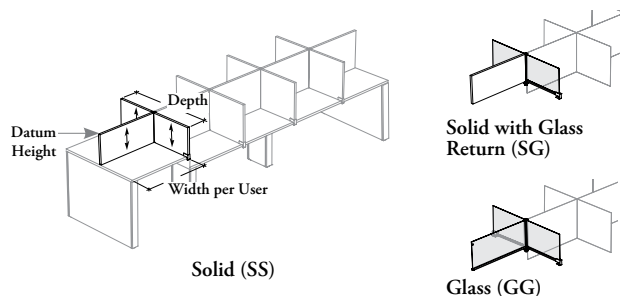 Depth
Datum
Height
Width per User
Solid (SS)
Solid with Glass
Return (SG)
Glass (GG)